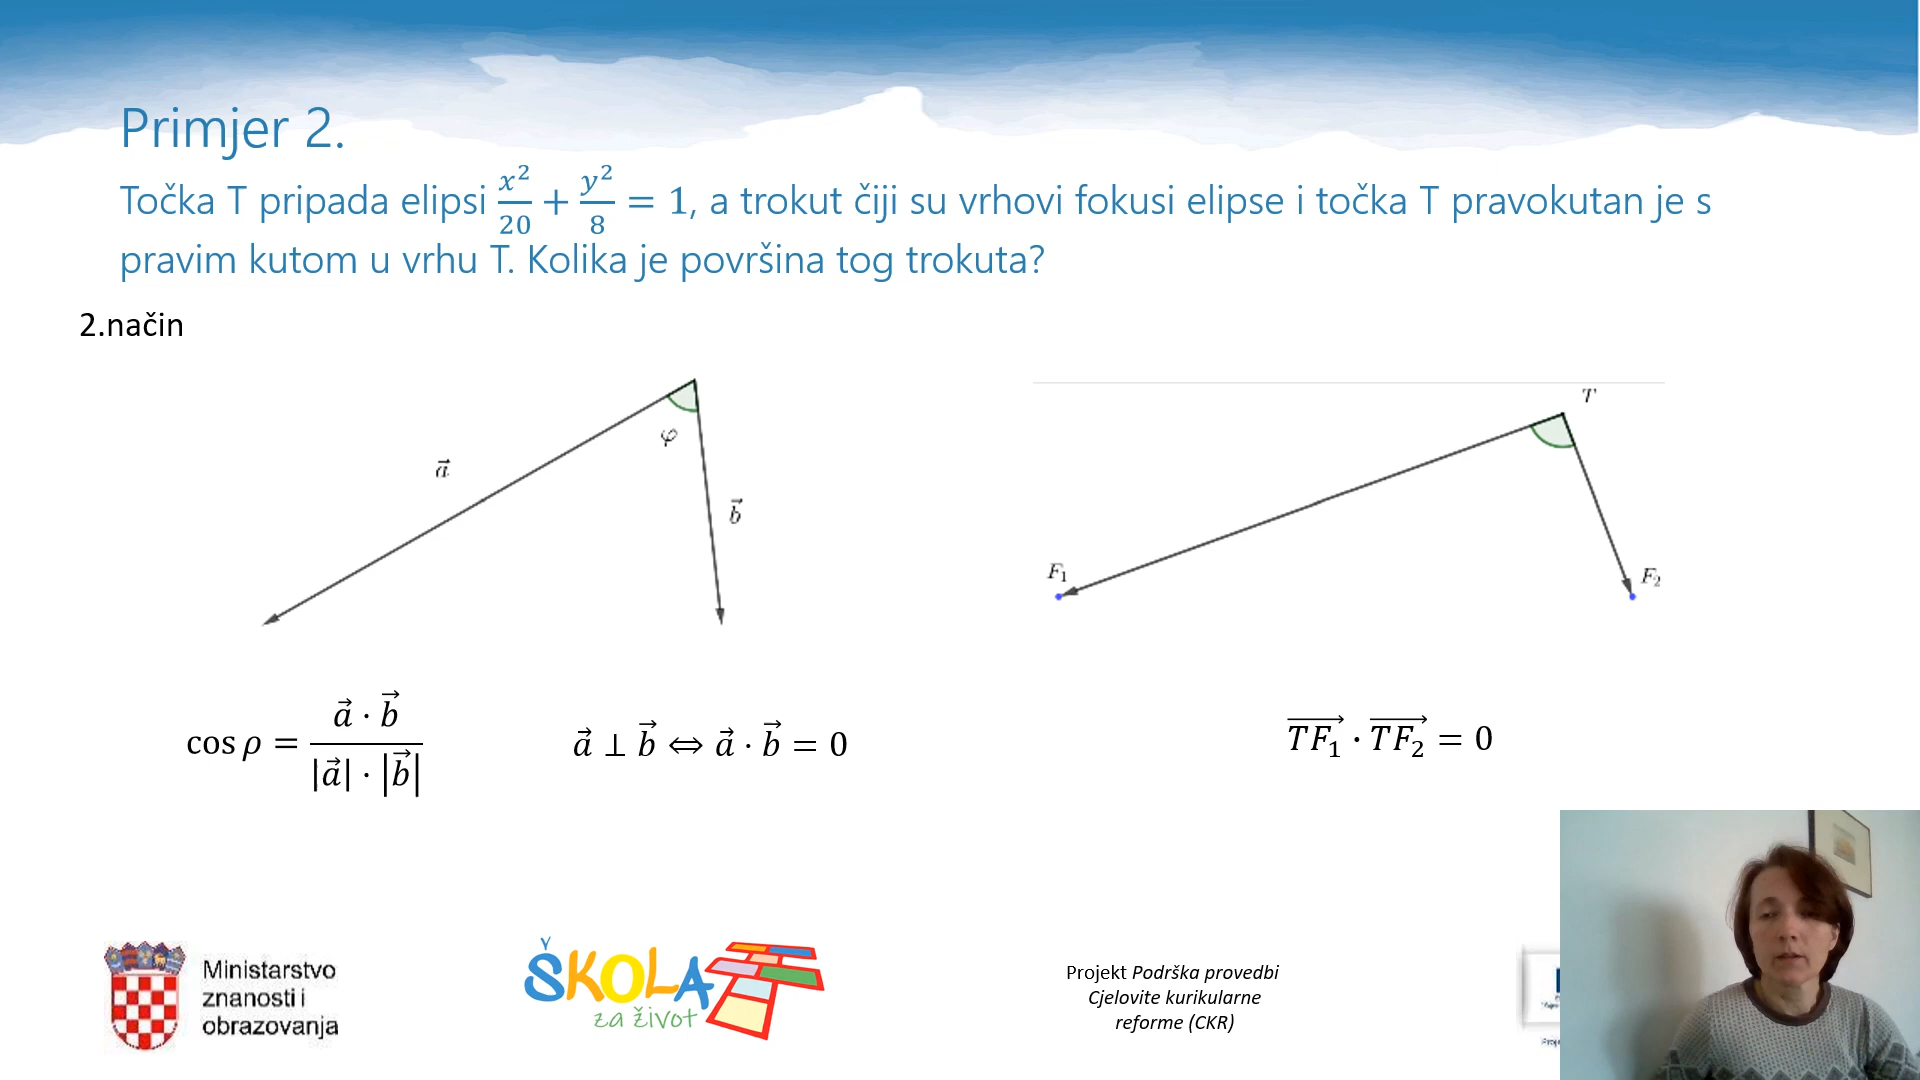 Primjer 2.
Točka T pripada elipsi x²/20 + y²/8 = 1, a trokut čiji su vrhovi fokusi elipse i točka T pravokutan je s
pravim kutom u vrhu T. Kolika je površina tog trokuta?
2.način
a⃗
φ
b⃗
T
F₁
F₂
cos ρ = (a⃗ · b⃗)/(|a⃗| · |b⃗|)
a⃗ ⊥ b⃗ ⇔ a⃗ · b⃗ = 0
TF₁⃗ · TF₂⃗ = 0
Ministarstvo
znanosti i
obrazovanja
ŠKOLA
za život
Projekt Podrška provedbi
Cjelovite kurikularne
reforme (CKR)